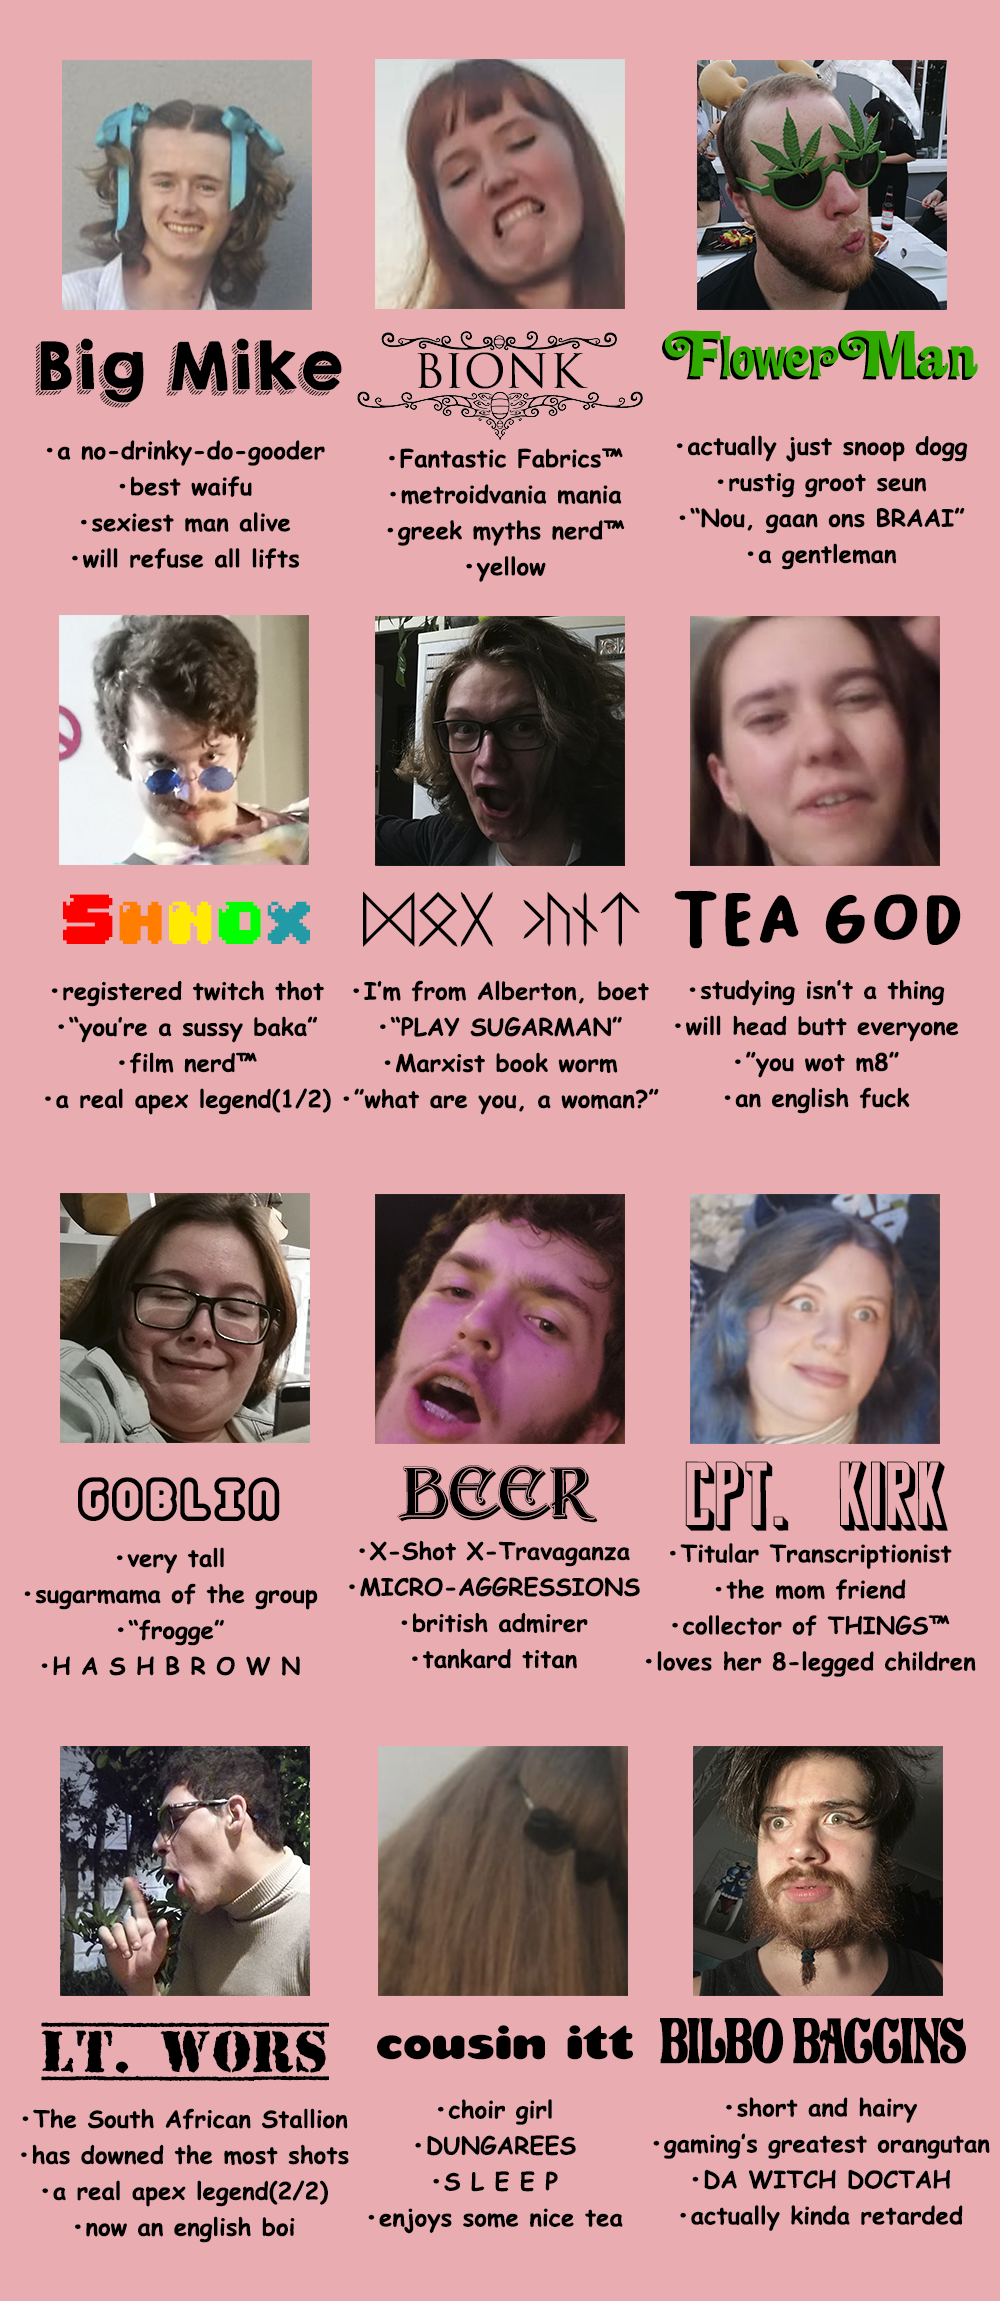 Big Mike
•a no-drinky-do-gooder
•best waifu
•sexiest man alive
•will refuse all lifts
BIONK
•Fantastic Fabrics™
•metroidvania mania
•greek myths nerd™
•yellow
Flower Man
•actually just snoop dogg
•rustig groot seun
•“Nou, gaan ons BRAAI”
•a gentleman
SHNOX
•registered twitch thot
•“you’re a sussy baka”
•film nerd™
•a real apex legend(1/2)
ᛞᛟᚷ ᚲᚢᚾᛏ
•I’m from Alberton, boet
•“PLAY SUGARMAN”
•Marxist book worm
•”what are you, a woman?”
TEA GOD
•studying isn’t a thing
•will head butt everyone
•”you wot m8”
•an english fuck
GOBLIN
•very tall
•sugarmama of the group
•“frogge”
•H A S H B R O W N
BEER
•X-Shot X-Travaganza
•MICRO-AGGRESSIONS
•british admirer
•tankard titan
CPT. KIRK
•Titular Transcriptionist
•the mom friend
•collector of THINGS™
•loves her 8-legged children
LT. WORS
•The South African Stallion
•has downed the most shots
•a real apex legend(2/2)
•now an english boi
cousin itt
•choir girl
•DUNGAREES
•S L E E P
•enjoys some nice tea
BILBO BAGGINS
•short and hairy
•gaming’s greatest orangutan
•DA WITCH DOCTAH
•actually kinda retarded